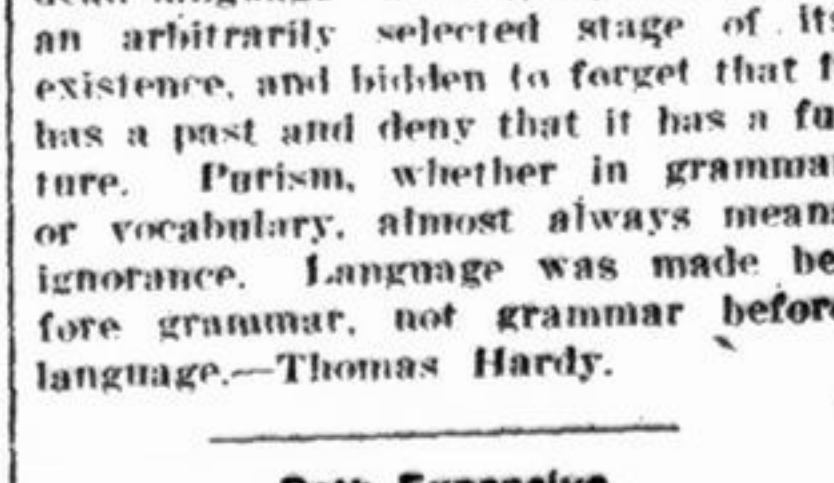 an arbitrarily selected stage of its
existence, and bidden to forget that i
has a past and deny that it has a fu
ture. Purism, whether in grammar
or vocabulary, almost always means
ignorance. Language was made be
fore grammar, not grammar before
language.—Thomas Hardy.